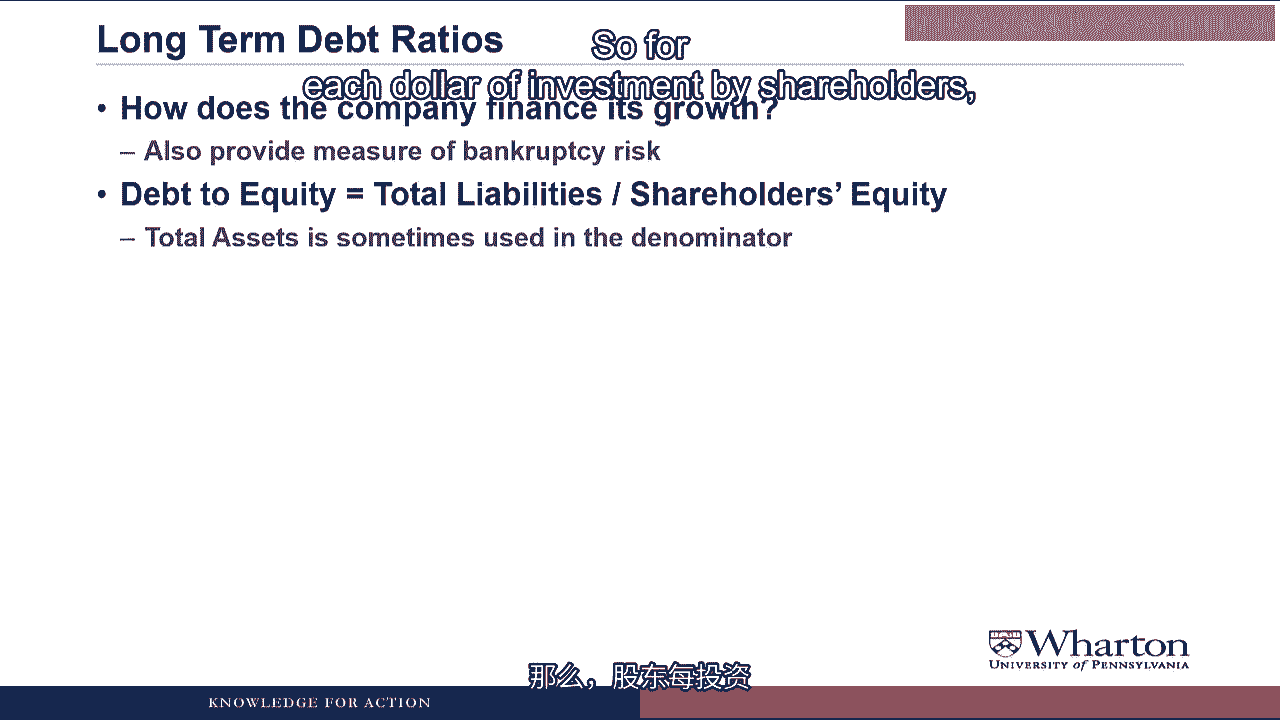 Long Term Debt Ratios
So for
each dollar of investment by shareholders,
• How does the company finance its growth?
– Also provide measure of bankruptcy risk
• Debt to Equity = Total Liabilities / Shareholders’ Equity
– Total Assets is sometimes used in the denominator
Wharton
UNIVERSITY of PENNSYLVANIA
那么，股东每投资
KNOWLEDGE FOR ACTION